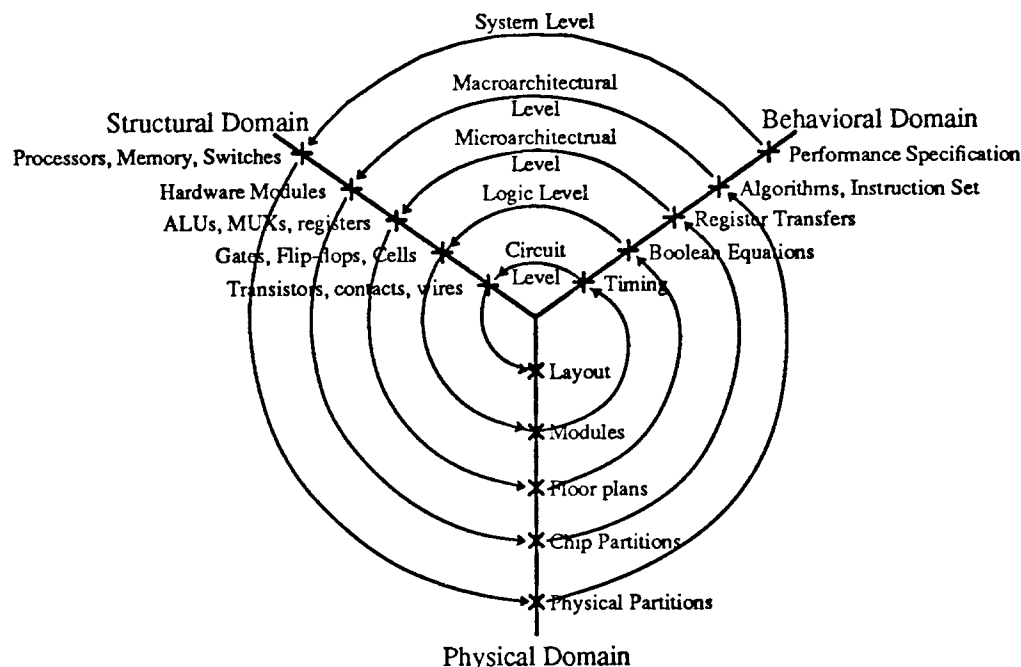 System Level
Macroarchitectural
Level
Structural Domain
Behavioral Domain
Microarchitectrual
Level
Processors, Memory, Switches
Performance Specification
Hardware Modules
Algorithms, Instruction Set
Logic Level
ALUs, MUXs, registers
Register Transfers
Gates, Flip-flops, Cells
Boolean Equations
Circuit
Level
Transistors, contacts, wires
Timing
Layout
Modules
Floor plans
Chip Partitions
Physical Partitions
Physical Domain